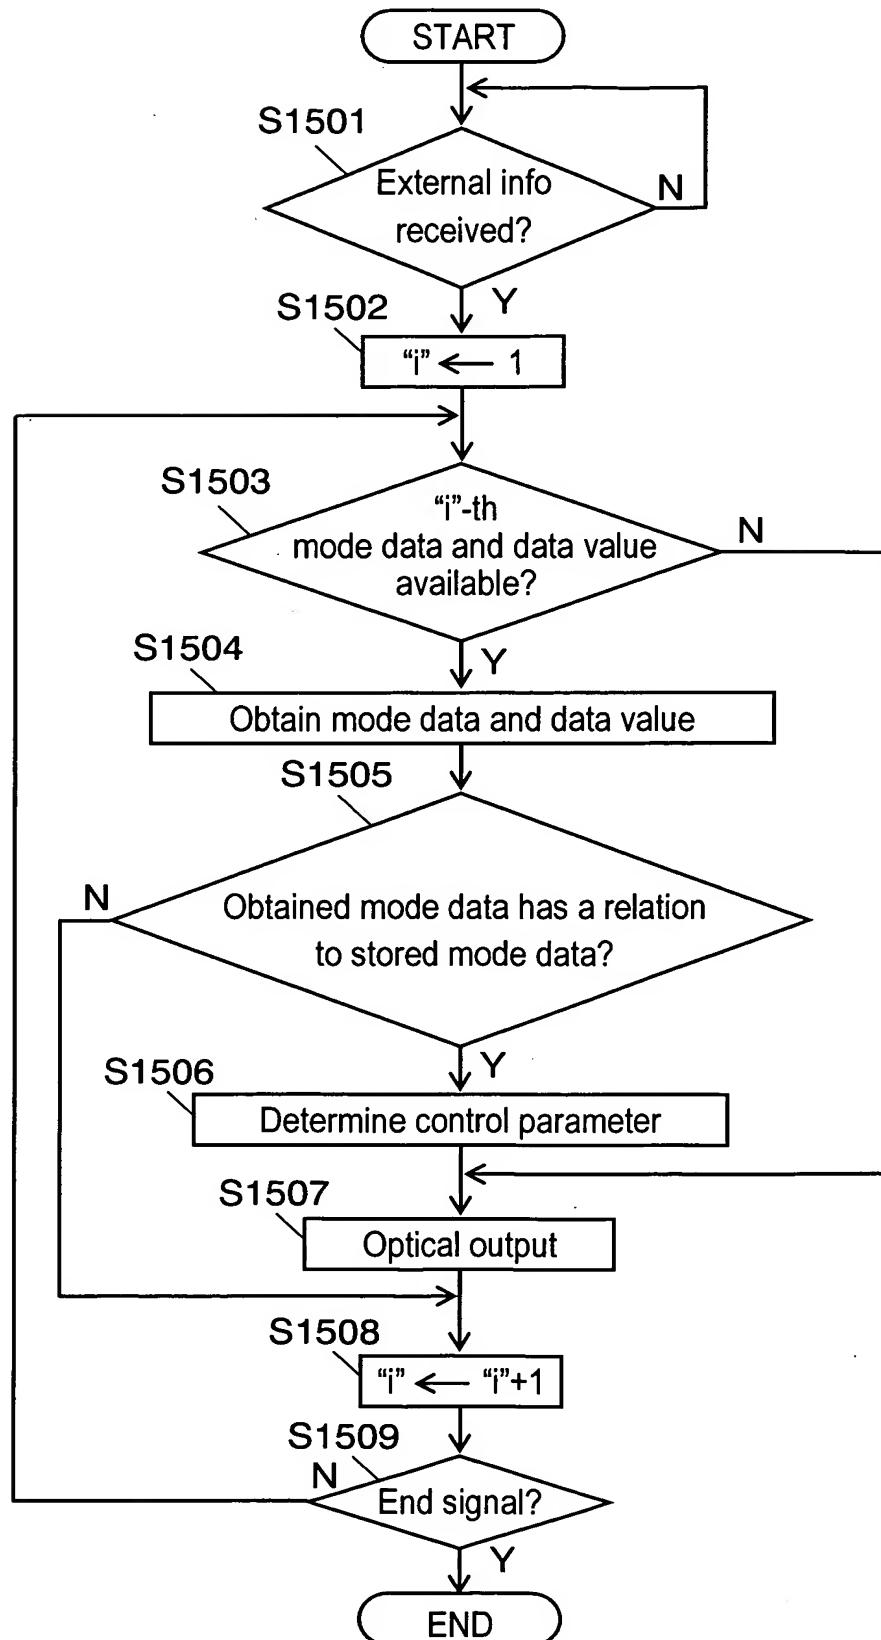 START
S1501
External info
received?
N
Y
S1502
“i” ← 1
S1503
“i”-th
mode data and data value
available?
N
Y
S1504
Obtain mode data and data value
S1505
Obtained mode data has a relation
to stored mode data?
N
Y
S1506
Determine control parameter
S1507
Optical output
S1508
“i” ← “i”+1
S1509
N
End signal?
Y
END